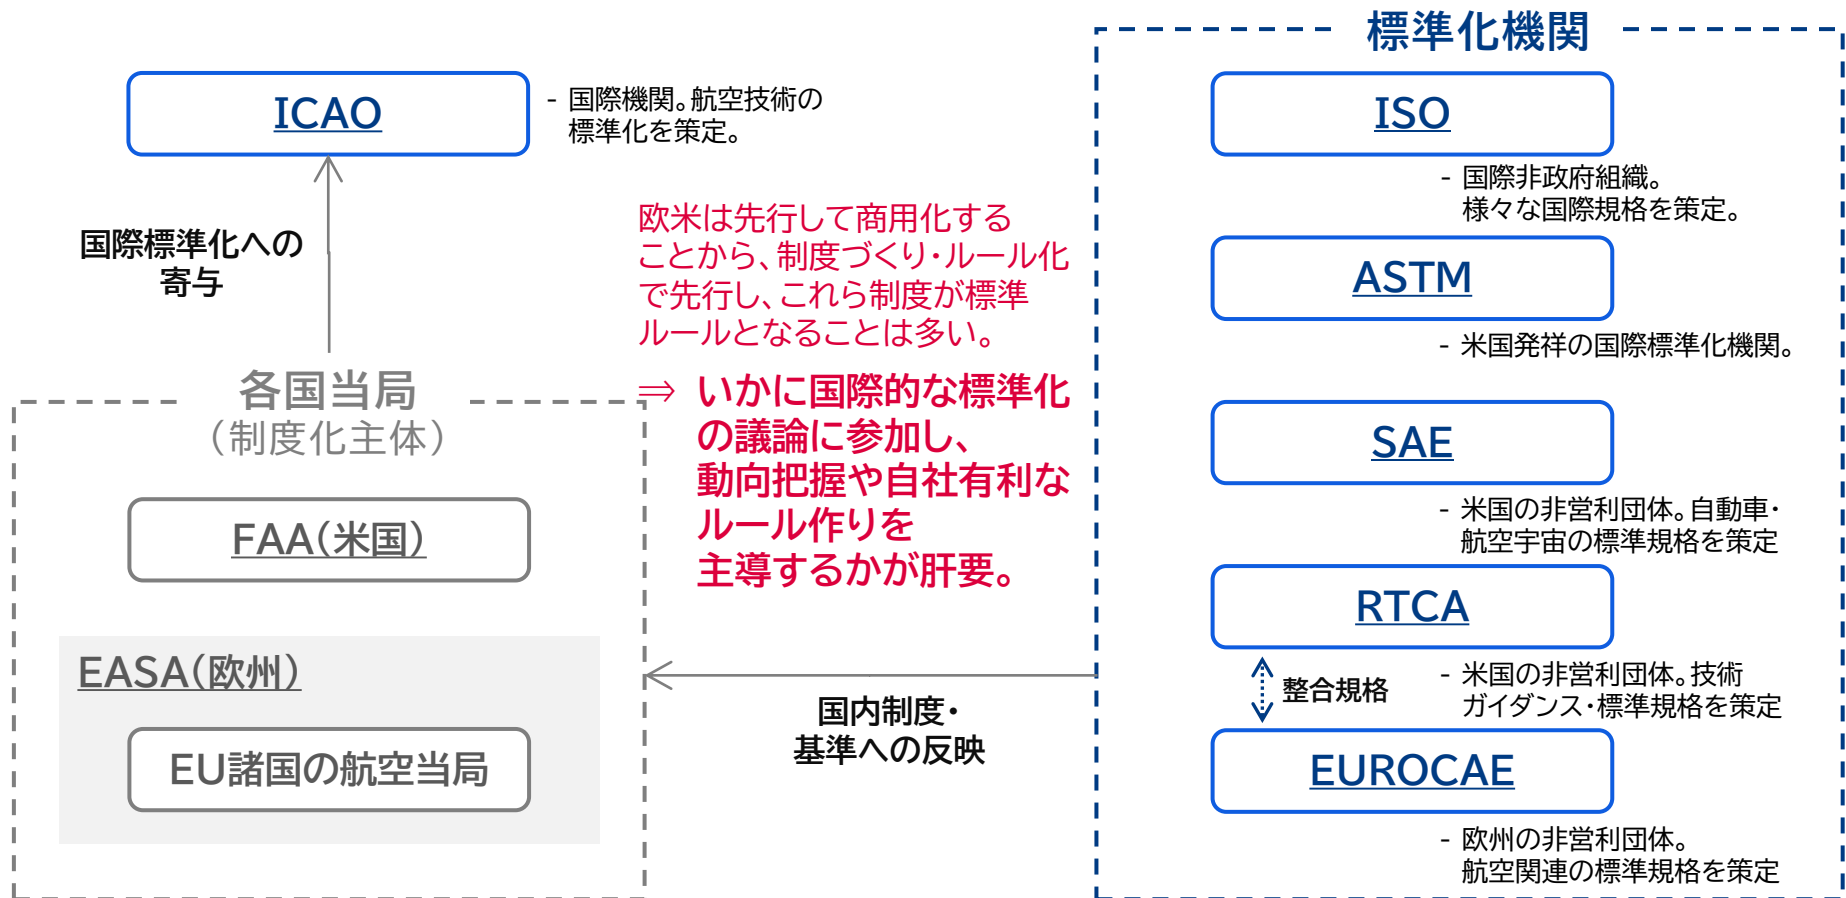 ICAO
- 国際機関。航空技術の
標準化を策定。
国際標準化への
寄与
各国当局
（制度化主体）
FAA（米国）
EASA（欧州）
EU諸国の航空当局
欧米は先行して商用化する
ことから、制度づくり・ルール化
で先行し、これら制度が標準
ルールとなることは多い。
⇒ いかに国際的な標準化
の議論に参加し、
動向把握や自社有利な
ルール作りを
主導するかが肝要。
国内制度・
基準への反映
標準化機関
ISO
- 国際非政府組織。
様々な国際規格を策定。
ASTM
- 米国発祥の国際標準化機関。
SAE
- 米国の非営利団体。自動車・
航空宇宙の標準規格を策定
RTCA
- 米国の非営利団体。技術
ガイダンス・標準規格を策定
整合規格
EUROCAE
- 欧州の非営利団体。
航空関連の標準規格を策定